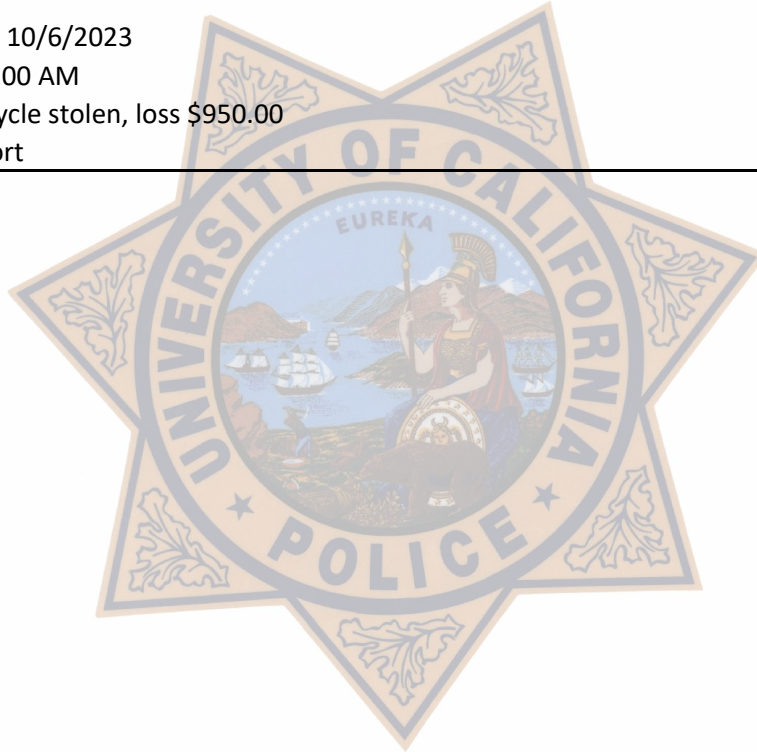 10/6/2023
:00 AM
ycle stolen, loss $950.00
ort
EUREKA
UNIVERSITY OF CALIFORNIA
POLICE